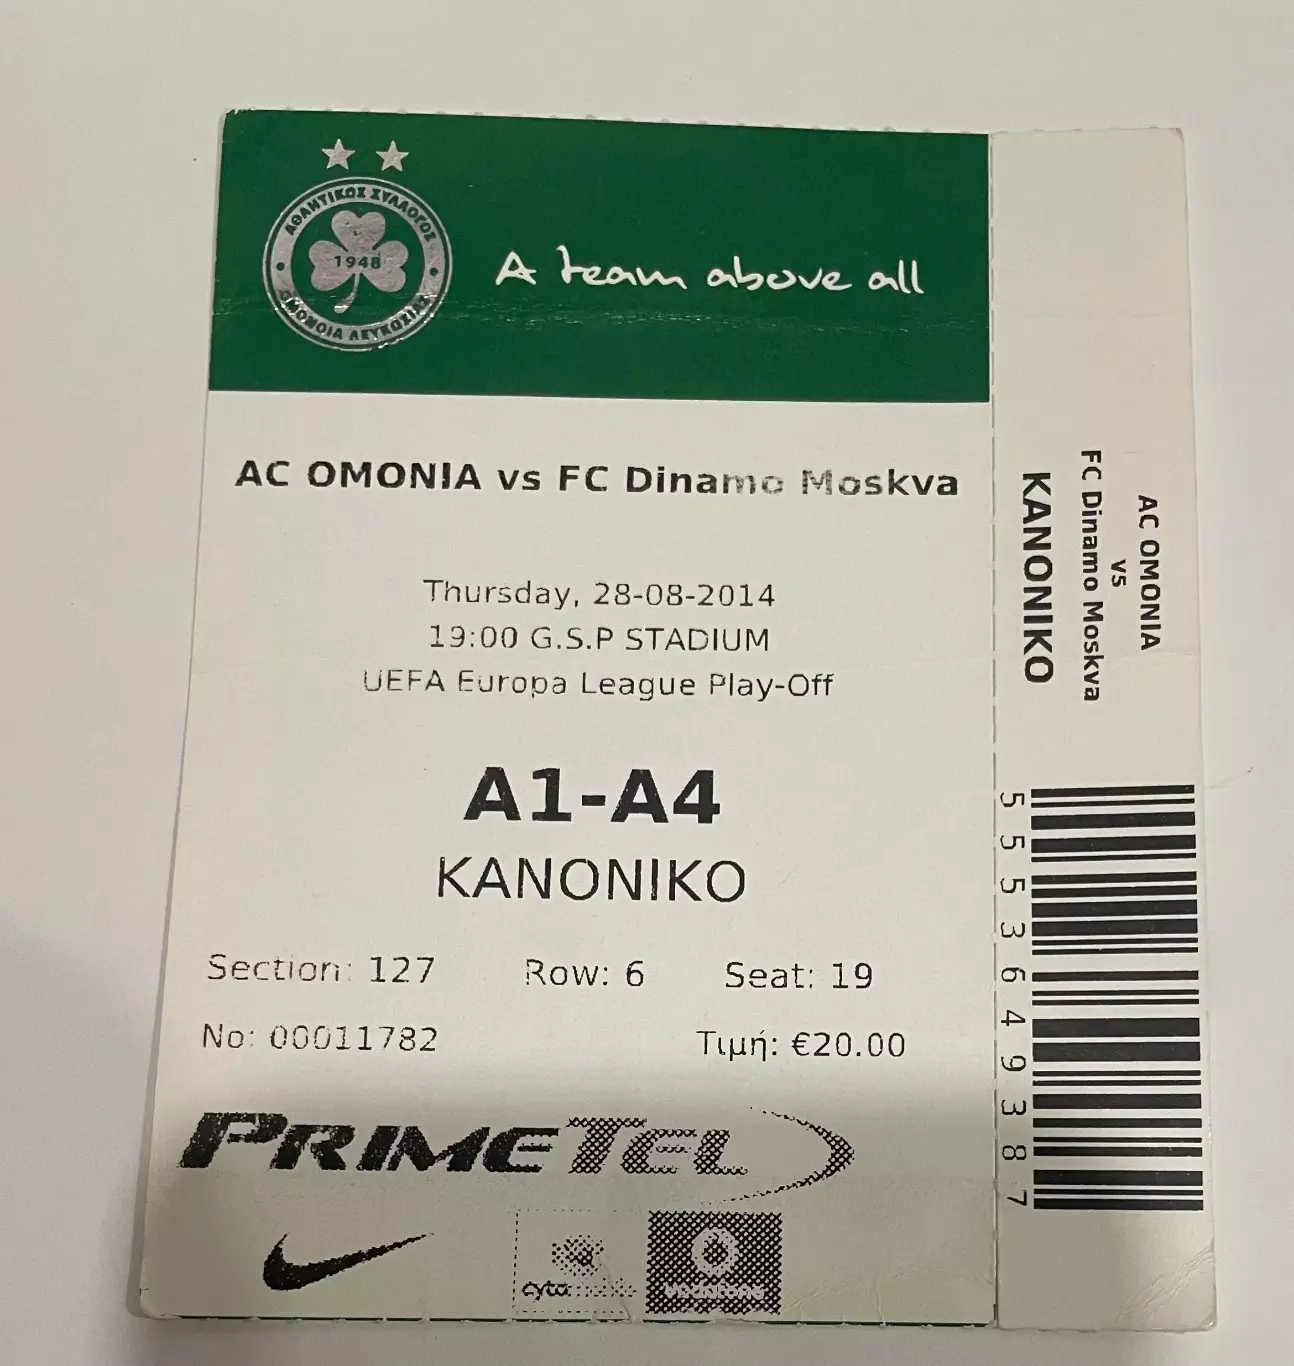 ΑΘΛΗΤΙΚΟΣ ΣΥΛΛΟΓΟΣ
1948
ΟΜΟΝΟΙΑ ΛΕΥΚΩΣΙΑΣ
A team above all
AC OMONIA vs FC Dinamo Moskva
Thursday, 28-08-2014
19:00 G.S.P STADIUM
UEFA Europa League Play-Off
A1-A4
KANONIKO
Section: 127 Row: 6 Seat: 19
No: 00011782 Τιμή: €20.00
PRIMETEL
cytamobile vodafone
AC OMONIA
vs
FC Dinamo Moskva
KANONIKO
5553649387